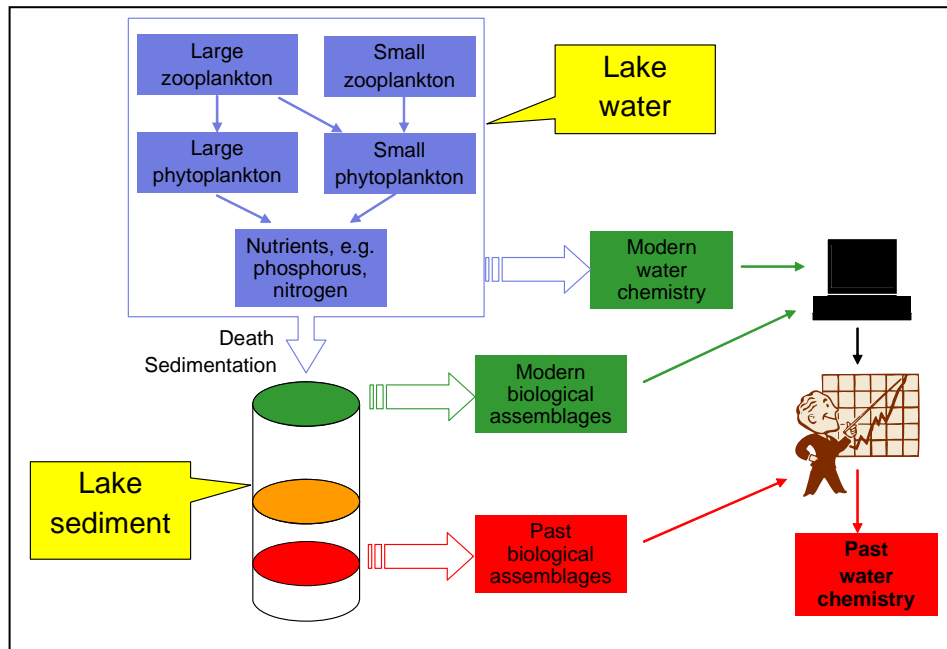 Large
zooplankton
Small
zooplankton
Lake
water
Large
phytoplankton
Small
phytoplankton
Nutrients, e.g.
phosphorus,
nitrogen
Modern
water
chemistry
Death
Sedimentation
Modern
biological
assemblages
Lake
sediment
Past
biological
assemblages
Past
water
chemistry